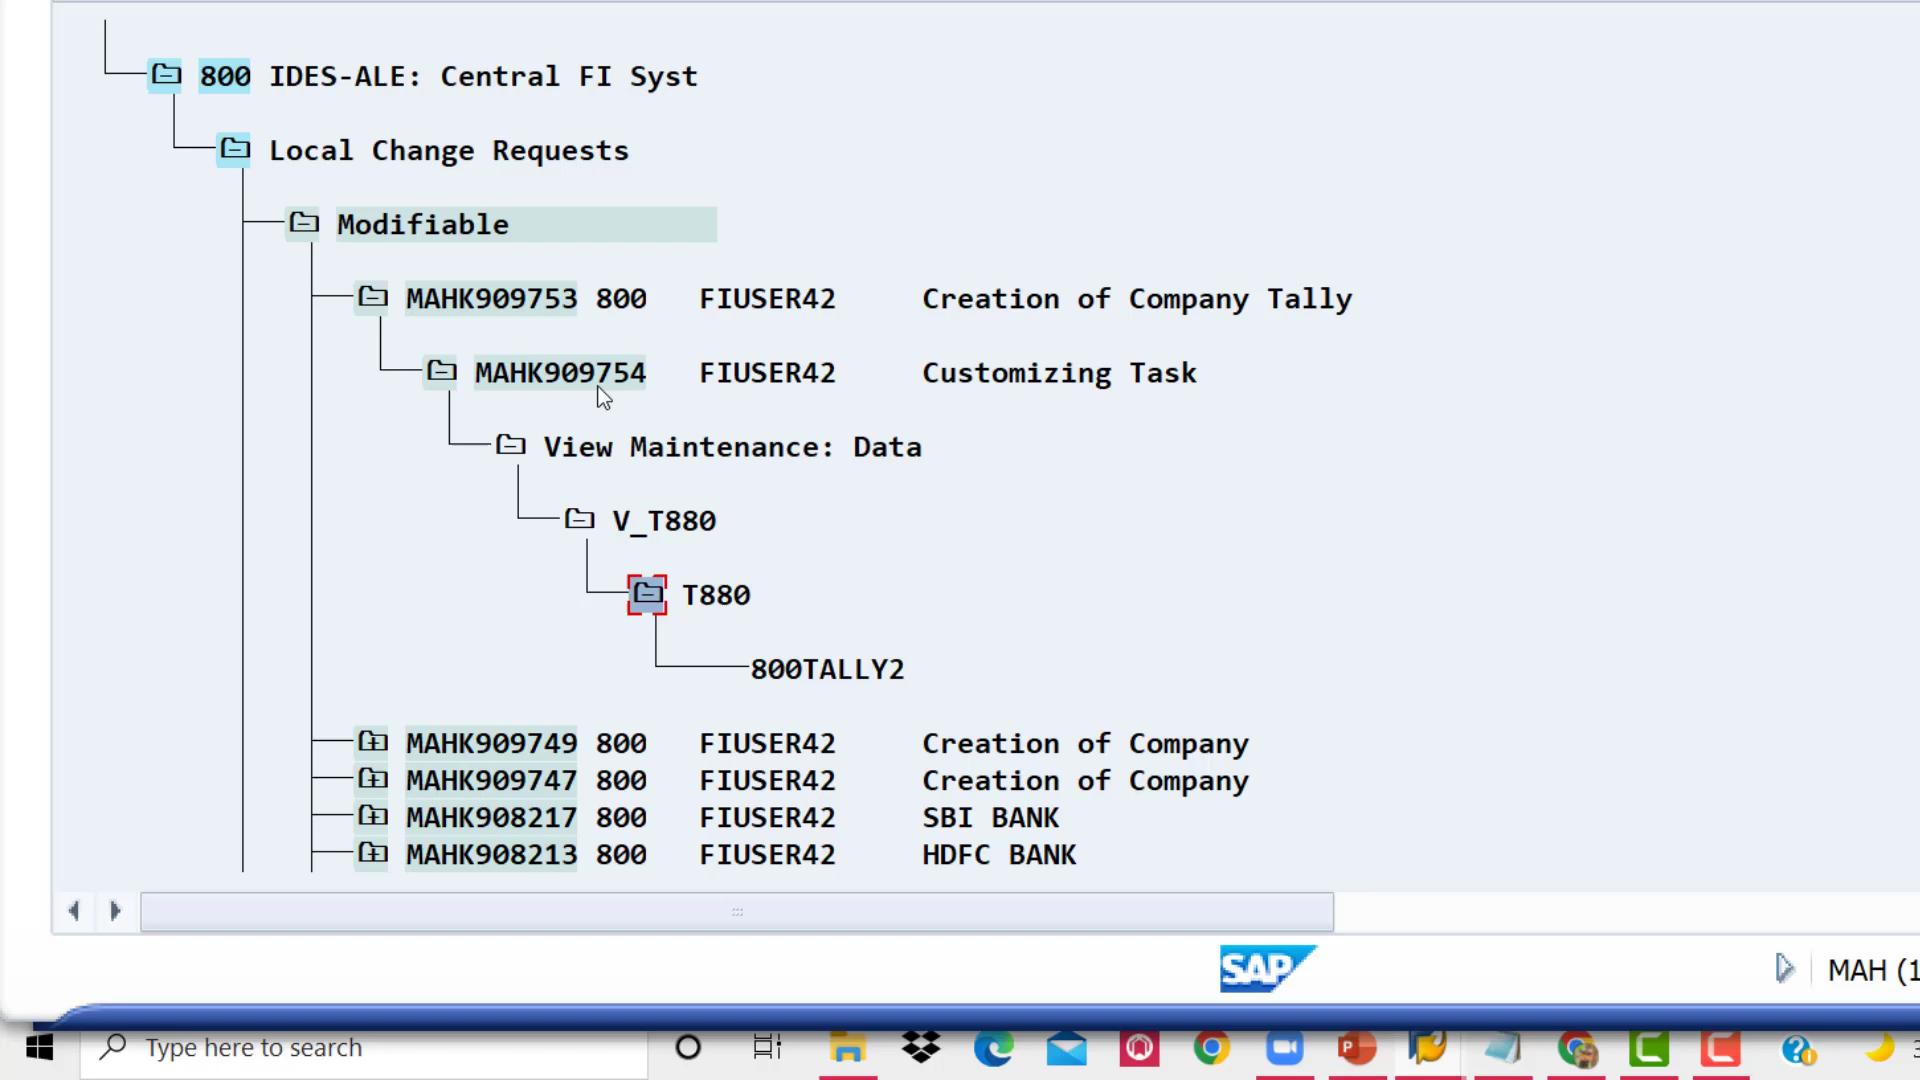 800 IDES-ALE: Central FI Syst
Local Change Requests
Modifiable
MAHK909753 800 FIUSER42 Creation of Company Tally
MAHK909754 FIUSER42 Customizing Task
View Maintenance: Data
V_T880
T880
800TALLY2
MAHK909749 800 FIUSER42 Creation of Company
MAHK909747 800 FIUSER42 Creation of Company
MAHK908217 800 FIUSER42 SBI BANK
MAHK908213 800 FIUSER42 HDFC BANK
SAP
MAH (1
Type here to search